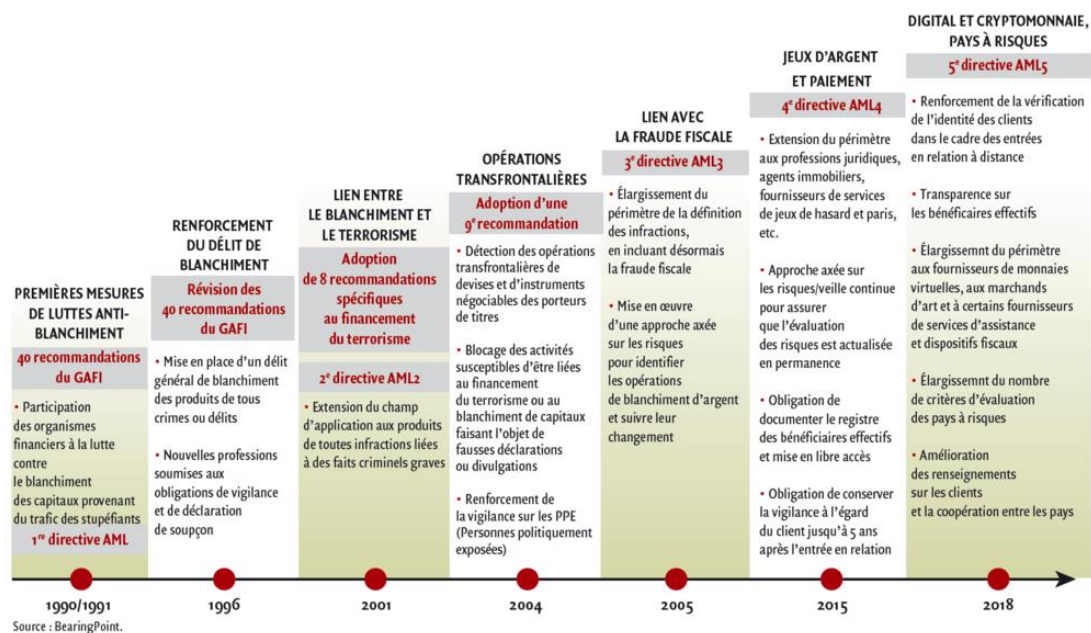 PREMIÈRES MESURES
DE LUTTES ANTI-
BLANCHIMENT
40 recommandations
du GAFI
• Participation
des organismes
financiers à la lutte
contre
le blanchiment
des capitaux provenant
du trafic des stupéfiants
1re directive AML
1990/1991
RENFORCEMENT
DU DÉLIT DE
BLANCHIMENT
Révision des
40 recommandations
du GAFI
• Mise en place d'un délit
général de blanchiment
des produits de tous
crimes ou délits
• Nouvelles professions
soumises aux
obligations de vigilance
et de déclaration
de soupçon
1996
LIEN ENTRE
LE BLANCHIMENT ET
LE TERRORISME
Adoption
de 8 recommandations
spécifiques
au financement
du terrorisme
2e directive AML2
• Extension du champ
d'application aux produits
de toutes infractions liées
à des faits criminels graves
2001
OPÉRATIONS
TRANSFRONTALIÈRES
Adoption d'une
9e recommandation
• Détection des opérations
transfrontalières de
devises et d'instruments
négociables des porteurs
de titres
• Blocage des activités
susceptibles d'être liées
au financement
du terrorisme ou au
blanchiment de capitaux
faisant l'objet de
fausses déclarations
ou divulgations
• Renforcement de
la vigilance sur les PPE
(Personnes politiquement
exposées)
2004
LIEN AVEC
LA FRAUDE FISCALE
3e directive AML3
• Élargissement du
périmètre de la définition
des infractions,
en incluant désormais
la fraude fiscale
• Mise en œuvre
d'une approche axée
sur les risques
pour identifier
les opérations
de blanchiment d'argent
et suivre leur
changement
2005
JEUX D'ARGENT
ET PAIEMENT
4e directive AML4
• Extension du périmètre
aux professions juridiques,
agents immobiliers,
fournisseurs de services
de jeux de hasard et paris,
etc.
• Approche axée sur
les risques/veille continue
pour assurer
que l'évaluation
des risques est actualisée
en permanence
• Obligation de
documenter le registre
des bénéficiaires effectifs
et mise en libre accès
• Obligation de conserver
la vigilance à l'égard
du client jusqu'à 5 ans
après l'entrée en relation
2015
DIGITAL ET CRYPTOMONNAIE,
PAYS À RISQUES
5e directive AML5
• Renforcement de la vérification
de l'identité des clients
dans le cadre des entrées
en relation à distance
• Transparence sur
les bénéficaires effectifs
• Élargissemnt du périmètre
aux fournisseurs de monnaies
virtuelles, aux marchands
d'art et à certains fournisseurs
de services d'assistance
et dispositifs fiscaux
• Élargissemnt du nombre
de critères d'évaluation
des pays à risques
• Amélioration
des renseignements
sur les clients
et la coopération entre les pays
2018
Source : BearingPoint.